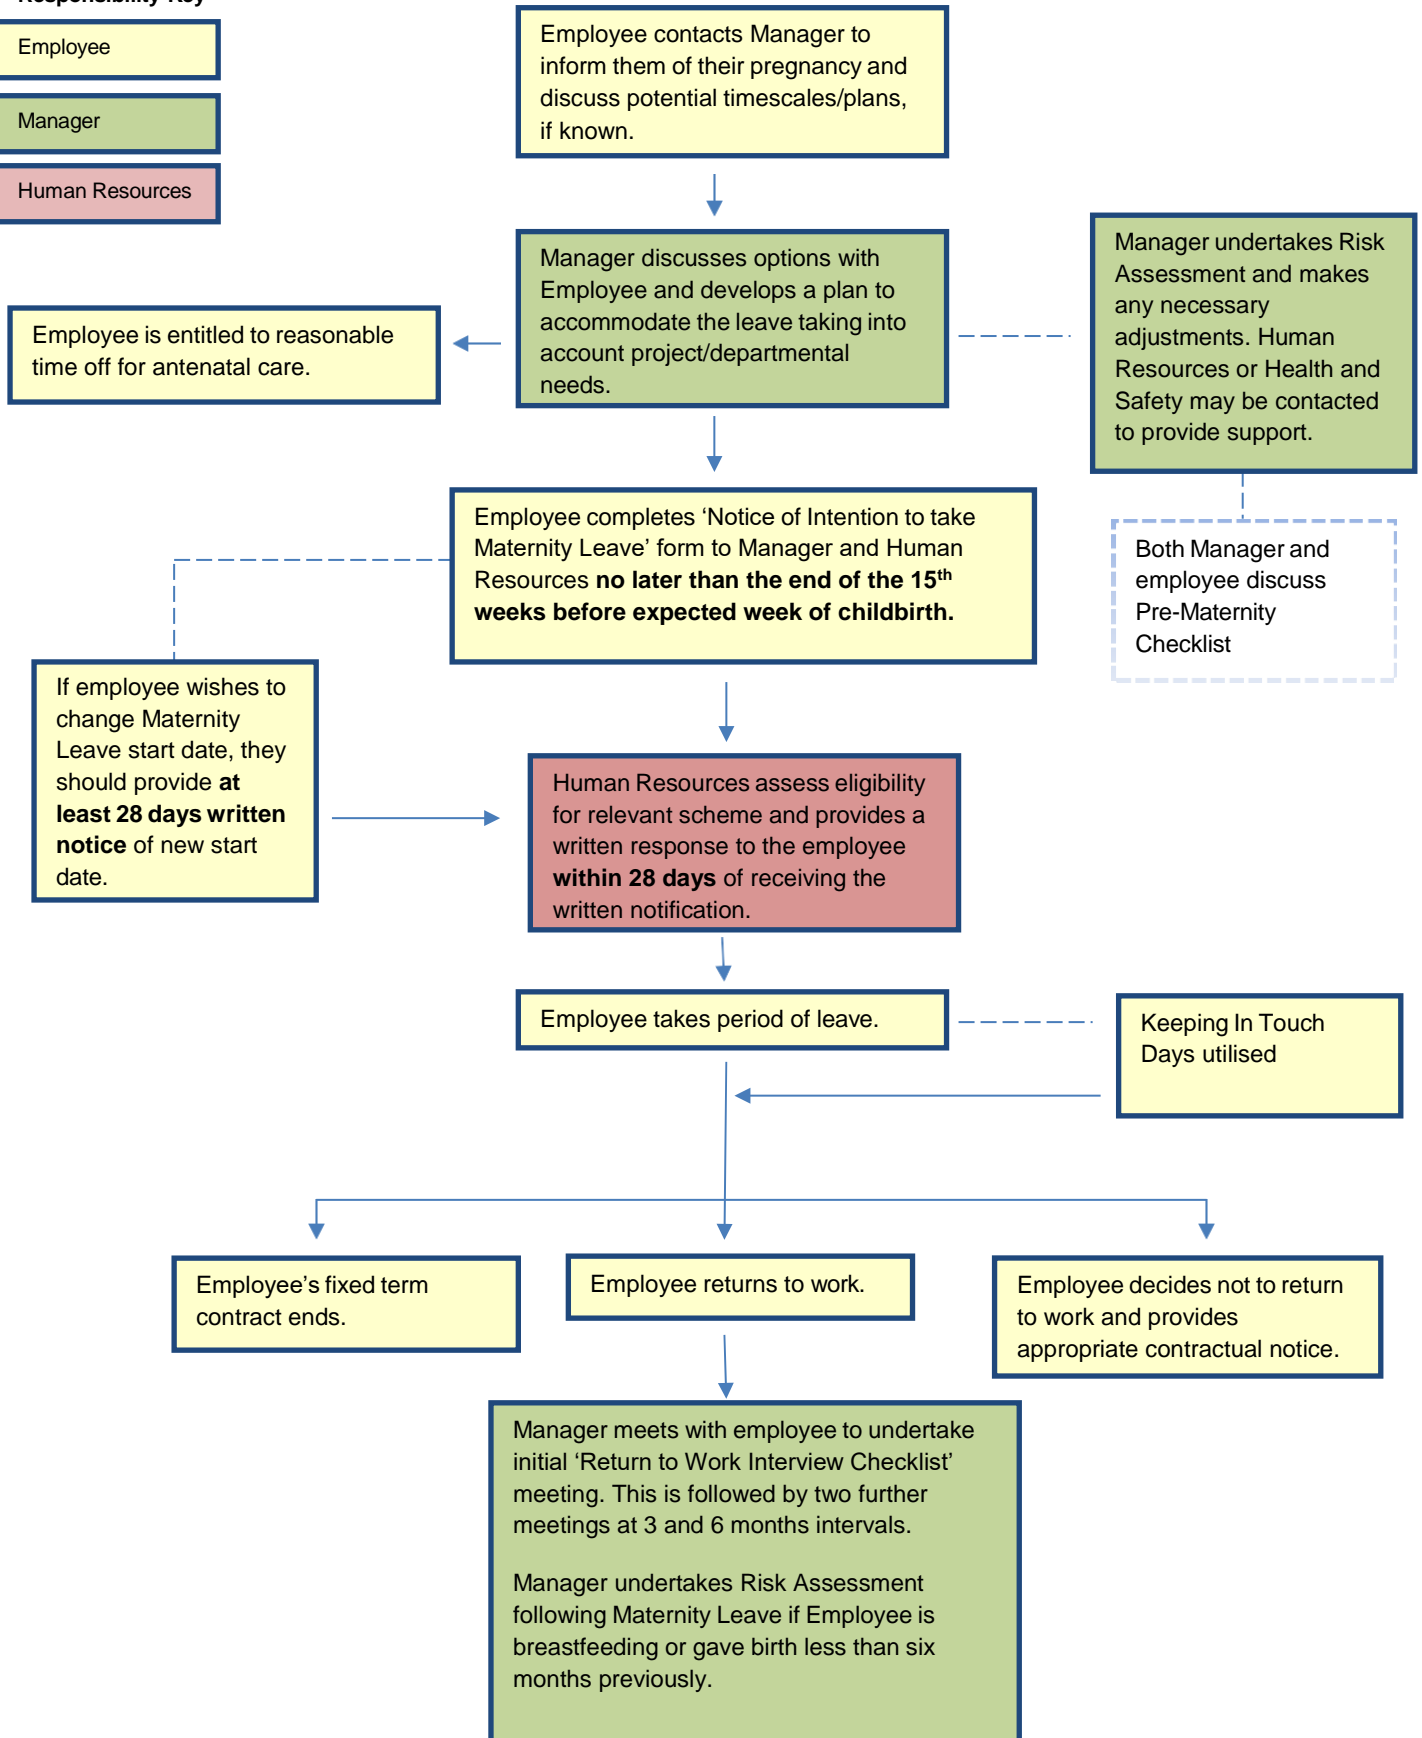 Responsibility Key
Employee
Manager
Human Resources
Employee contacts Manager to
inform them of their pregnancy and
discuss potential timescales/plans,
if known.
Manager discusses options with
Employee and develops a plan to
accommodate the leave taking into
account project/departmental
needs.
Manager undertakes Risk
Assessment and makes
any necessary
adjustments. Human
Resources or Health and
Safety may be contacted
to provide support.
Employee is entitled to reasonable
time off for antenatal care.
Employee completes ‘Notice of Intention to take
Maternity Leave’ form to Manager and Human
Resources no later than the end of the 15th
weeks before expected week of childbirth.
Both Manager and
employee discuss
Pre-Maternity
Checklist
If employee wishes to
change Maternity
Leave start date, they
should provide at
least 28 days written
notice of new start
date.
Human Resources assess eligibility
for relevant scheme and provides a
written response to the employee
within 28 days of receiving the
written notification.
Employee takes period of leave.
Keeping In Touch
Days utilised
Employee’s fixed term
contract ends.
Employee returns to work.
Employee decides not to return
to work and provides
appropriate contractual notice.
Manager meets with employee to undertake
initial ‘Return to Work Interview Checklist’
meeting. This is followed by two further
meetings at 3 and 6 months intervals.
Manager undertakes Risk Assessment
following Maternity Leave if Employee is
breastfeeding or gave birth less than six
months previously.